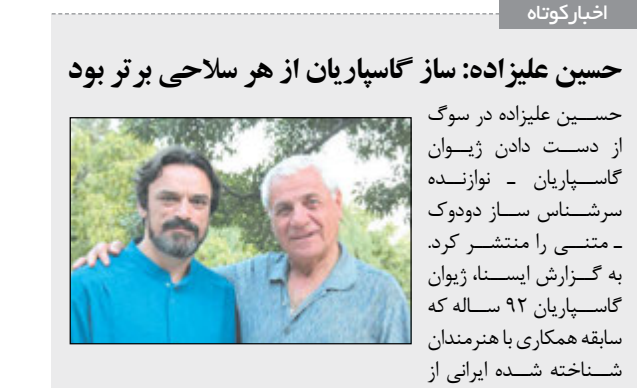 اخبار کوتاه
حسین علیزاده: ساز گاسپاریان از هر سلاحی برتر بود
حسین علیزاده در سوگ
از دست دادن ژیوان
گاسپاریان - نوازنده
سرشناس ساز دودوک
- متنی را منتشر کرد.
به گزارش ایسنا، ژیوان
گاسپاریان ۹۲ ساله که
سابقه همکاری با هنرمندان
شناخته شده ایرانی از